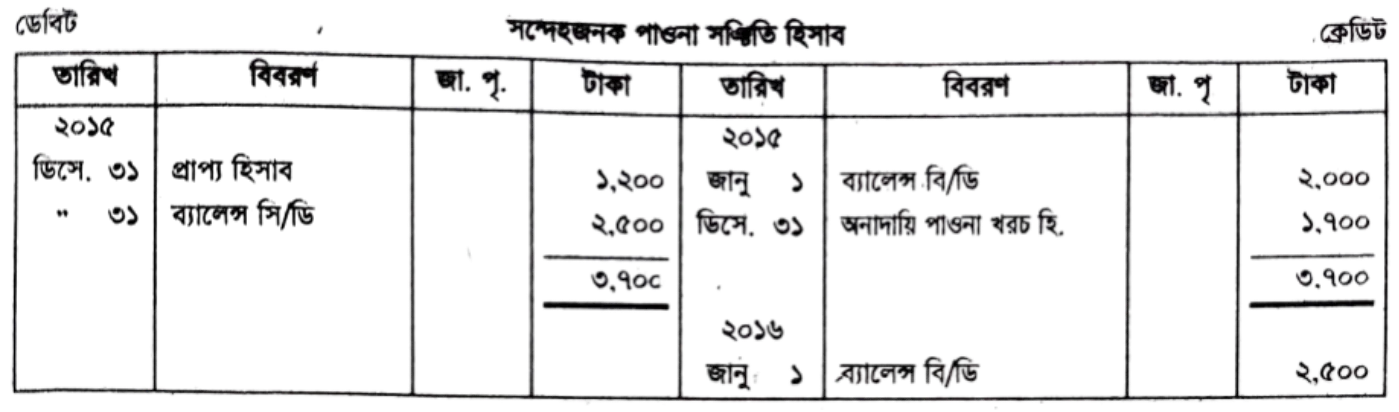 ডেবিট সন্দেহজনক পাওনা সঞ্চিতি হিসাব ক্রেডিট
তারিখ বিবরণ জা. পৃ. টাকা তারিখ বিবরণ জা. পৃ টাকা
২০১৫ ২০১৫
ডিসে. ৩১ প্রাপ্য হিসাব ১,২০০ জানু ১ ব্যালেন্স বি/ডি ২,০০০
" ৩১ ব্যালেন্স সি/ডি ২,৫০০ ডিসে. ৩১ অনাদায়ি পাওনা খরচ হি. ১,৭০০
৩,৭০০ ৩,৭০০
২০১৬
জানু ১ ব্যালেন্স বি/ডি ২,৫০০